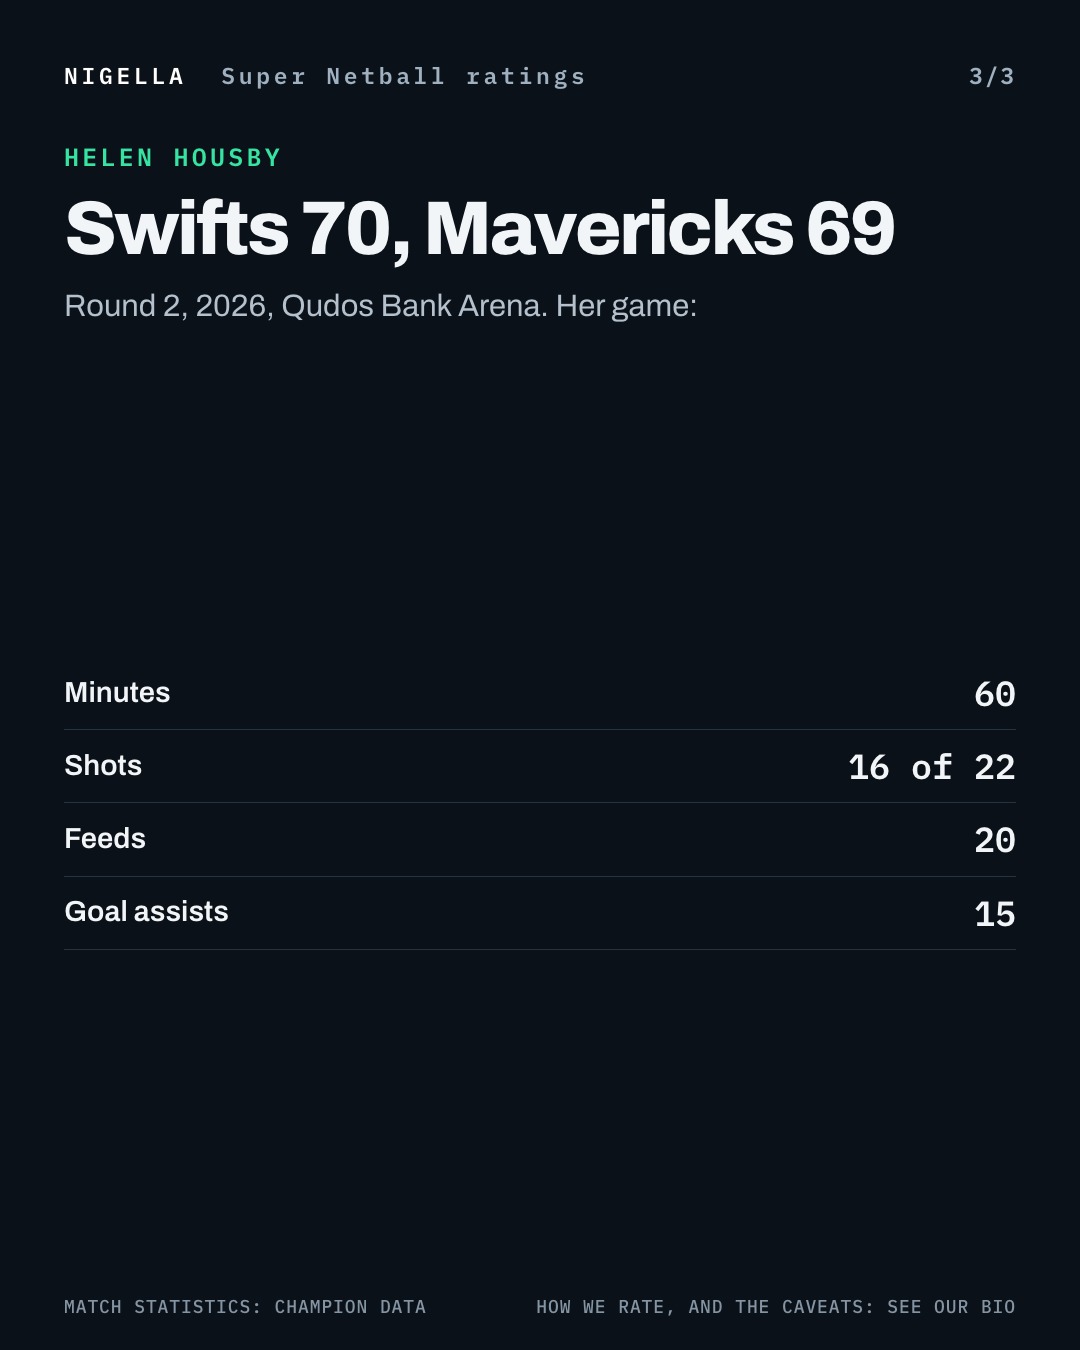 NIGELLA Super Netball ratings 3/3
HELEN HOUSBY
Swifts 70, Mavericks 69
Round 2, 2026, Qudos Bank Arena. Her game:
Minutes 60
Shots 16 of 22
Feeds 20
Goal assists 15
MATCH STATISTICS: CHAMPION DATA HOW WE RATE, AND THE CAVEATS: SEE OUR BIO